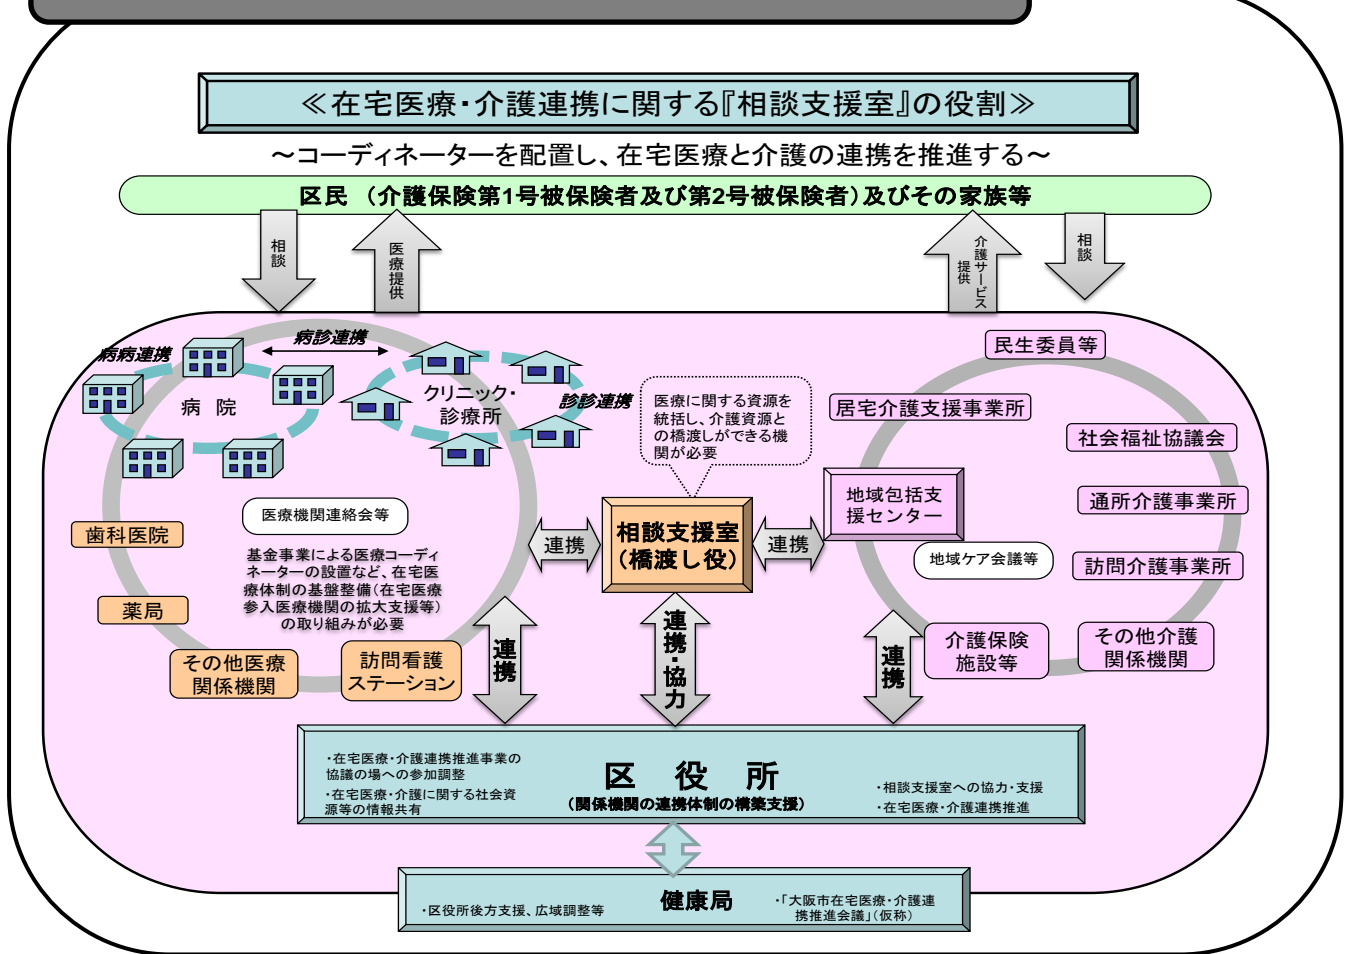 ≪在宅医療・介護連携に関する『相談支援室』の役割≫
～コーディネーターを配置し、在宅医療と介護の連携を推進する～
区民 （介護保険第1号被保険者及び第2号被保険者）及びその家族等
相談
医療提供
介護サービス
提供
相談
病病連携
病診連携
病 院
クリニック・
診療所
診診連携
医療機関連絡会等
基金事業による医療コーディ
ネーターの設置など、在宅医
療体制の基盤整備（在宅医療
参入医療機関の拡大支援等）
の取り組みが必要
歯科医院
薬局
その他医療
関係機関
訪問看護
ステーション
医療に関する資源を
統括し、介護資源と
の橋渡しができる機
関が必要
連携
相談支援室
（橋渡し役）
連携
民生委員等
居宅介護支援事業所
社会福祉協議会
地域包括支
援センター
通所介護事業所
地域ケア会議等
訪問介護事業所
介護保険
施設等
その他介護
関係機関
連携
連携・協力
連携
・在宅医療・介護連携推進事業の
協議の場への参加調整
・在宅医療・介護に関する社会資
源等の情報共有
区 役 所
（関係機関の連携体制の構築支援）
・相談支援室への協力・支援
・在宅医療・介護連携推進
・区役所後方支援、広域調整等
健康局
・「大阪市在宅医療・介護連
携推進会議」（仮称）